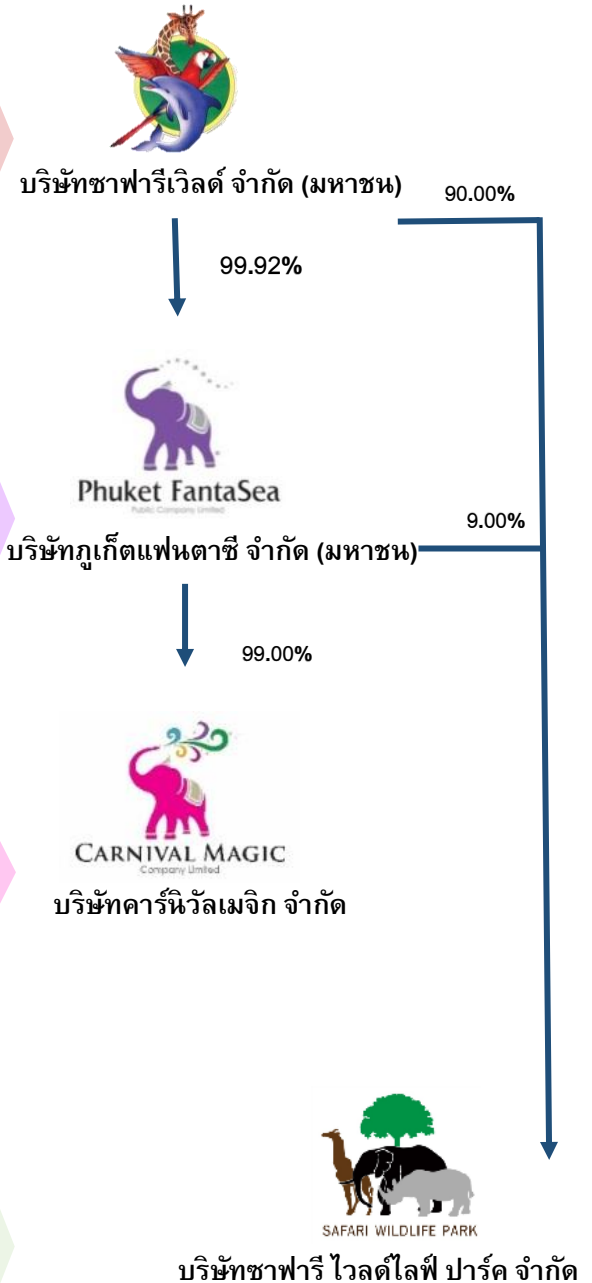 บริษัทซาฟารีเวิลด์ จำกัด (มหาชน)
90.00%
99.92%
Phuket FantaSea
Public Company Limited
9.00%
บริษัทภูเก็ตแฟนตาซี จำกัด (มหาชน)
99.00%
CARNIVAL MAGIC
Company Limited
บริษัทคาร์นิวัลเมจิก จำกัด
SAFARI WILDLIFE PARK
บริษัทซาฟารี ไวลด์ไลฟ์ ปาร์ค จำกัด